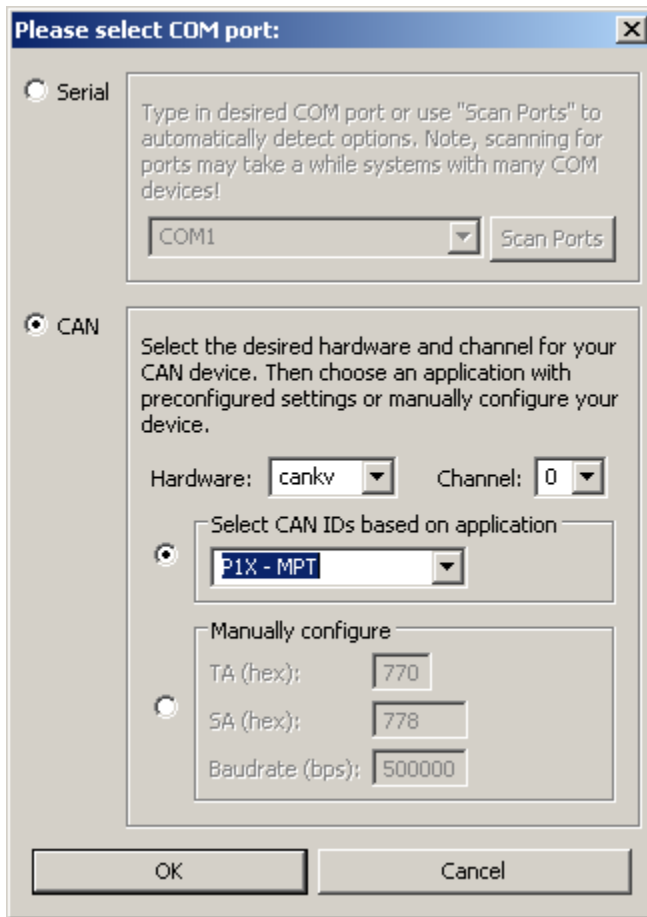 Please select COM port:
Serial
Type in desired COM port or use "Scan Ports" to
automatically detect options. Note, scanning for
ports may take a while systems with many COM
devices!
COM1
Scan Ports
CAN
Select the desired hardware and channel for your
CAN device. Then choose an application with
preconfigured settings or manually configure your
device.
Hardware: cankv Channel: 0
Select CAN IDs based on application
P1X - MPT
Manually configure
TA (hex): 770
SA (hex): 778
Baudrate (bps): 500000
OK Cancel